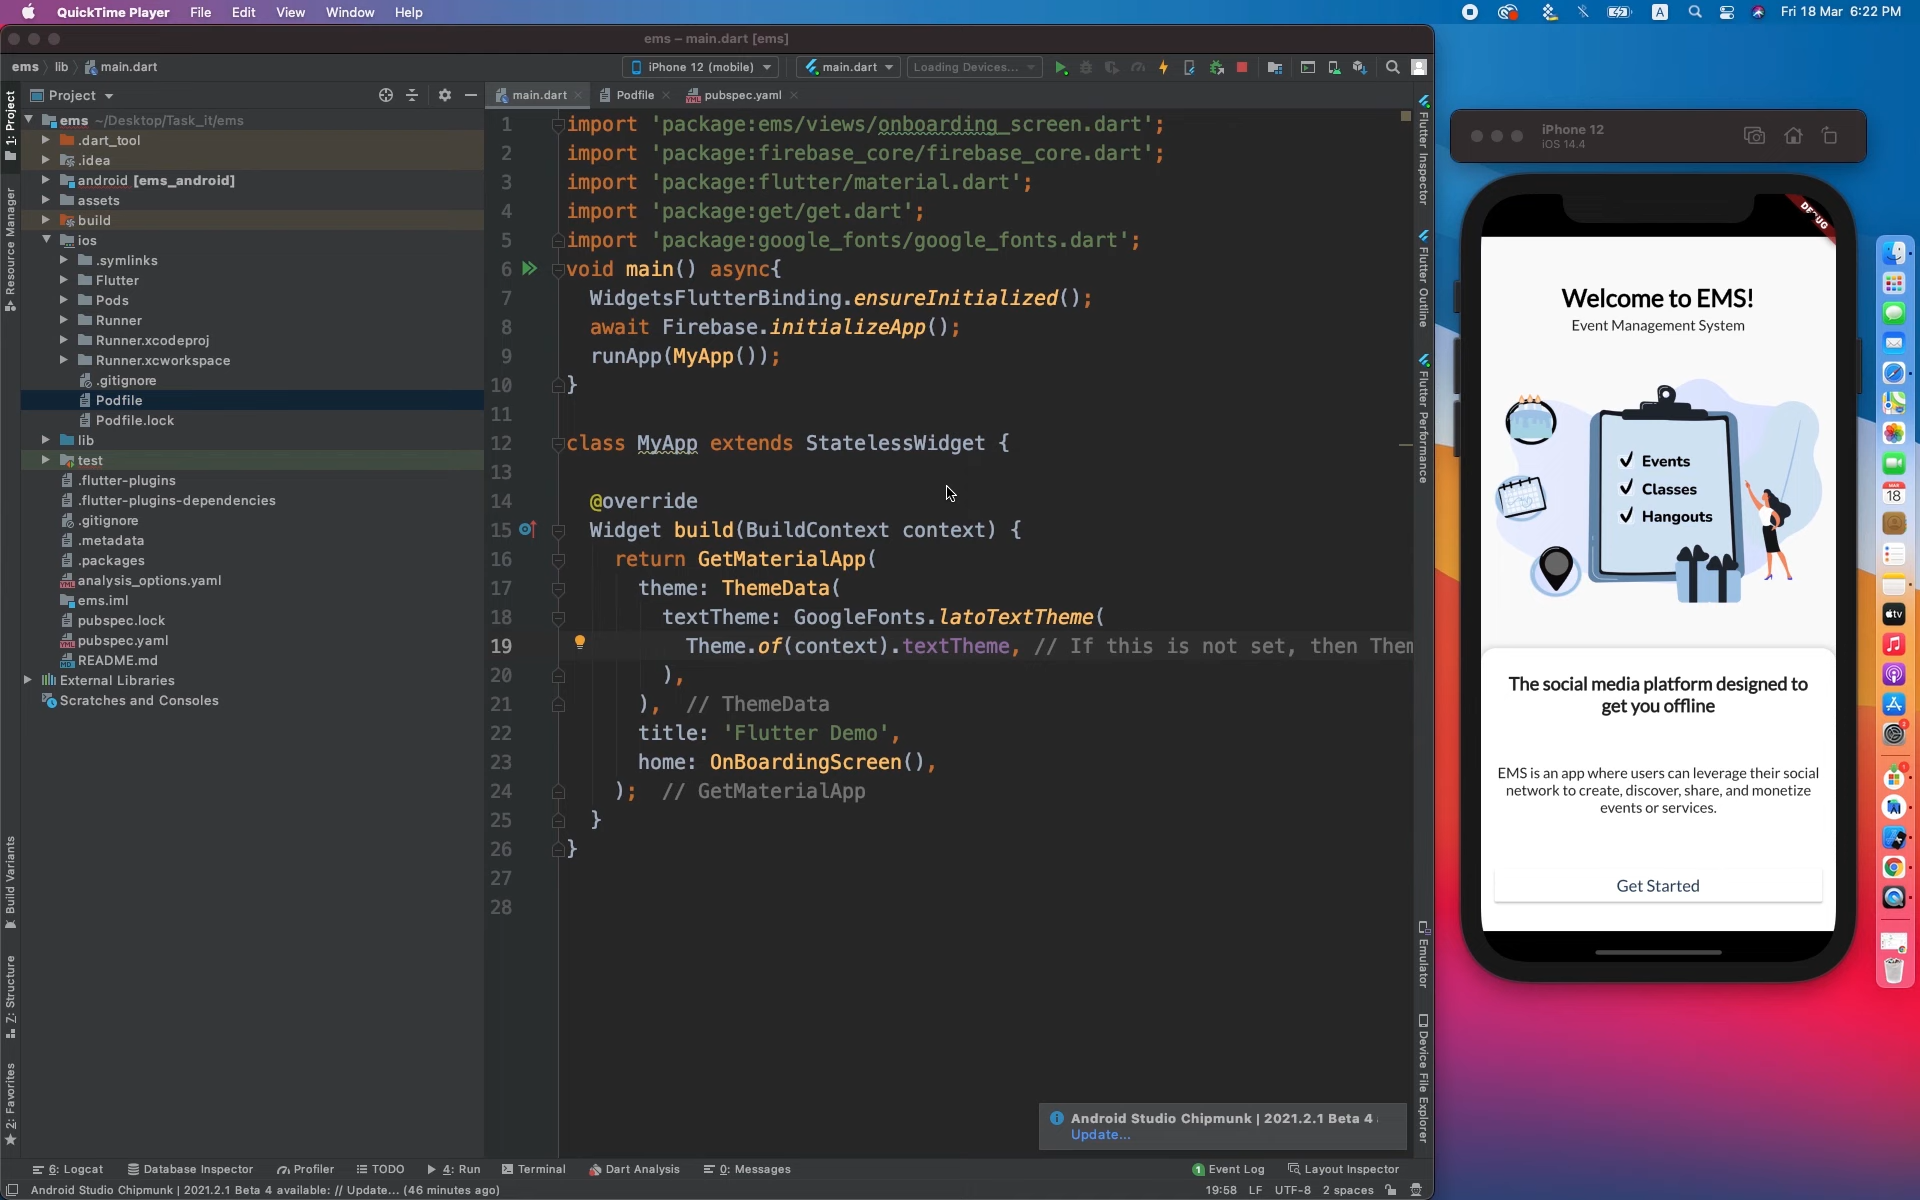 QuickTime Player File Edit View Window Help
A
Fri 18 Mar 6:22 PM
ems – main.dart [ems]
ems lib main.dart
iPhone 12 (mobile)
main.dart
Loading Devices...
Project
main.dart
Podfile
pubspec.yaml
1: Project
Resource Manager
Build Variants
Z: Structure
2: Favorites
ems ~/Desktop/Task_it/ems
.dart_tool
.idea
android [ems_android]
assets
build
ios
.symlinks
Flutter
Pods
Runner
Runner.xcodeproj
Runner.xcworkspace
.gitignore
Podfile
Podfile.lock
lib
test
.flutter-plugins
.flutter-plugins-dependencies
.gitignore
.metadata
.packages
analysis_options.yaml
ems.iml
pubspec.lock
pubspec.yaml
README.md
External Libraries
Scratches and Consoles
1 import 'package:ems/views/onboarding_screen.dart';
2 import 'package:firebase_core/firebase_core.dart';
3 import 'package:flutter/material.dart';
4 import 'package:get/get.dart';
5 import 'package:google_fonts/google_fonts.dart';
6 void main() async{
7 WidgetsFlutterBinding.ensureInitialized();
8 await Firebase.initializeApp();
9 runApp(MyApp());
10 }
11
12 class MyApp extends StatelessWidget {
13
14 @override
15 Widget build(BuildContext context) {
16 return GetMaterialApp(
17 theme: ThemeData(
18 textTheme: GoogleFonts.latoTextTheme(
19 Theme.of(context).textTheme, // If this is not set, then Them
20 ),
21 ), // ThemeData
22 title: 'Flutter Demo',
23 home: OnBoardingScreen(),
24 ); // GetMaterialApp
25 }
26 }
27
28
Flutter Inspector
Flutter Outline
Flutter Performance
Emulator
Device File Explorer
Android Studio Chipmunk | 2021.2.1 Beta 4
Update...
6: Logcat
Database Inspector
Profiler
TODO
4: Run
Terminal
Dart Analysis
0: Messages
1 Event Log
Layout Inspector
Android Studio Chipmunk | 2021.2.1 Beta 4 available: // Update... (46 minutes ago)
19:58 LF UTF-8 2 spaces
iPhone 12
iOS 14.4
DEBUG
Welcome to EMS!
Event Management System
Events
Classes
Hangouts
The social media platform designed to
get you offline
EMS is an app where users can leverage their social
network to create, discover, share, and monetize
events or services.
Get Started
18
tv